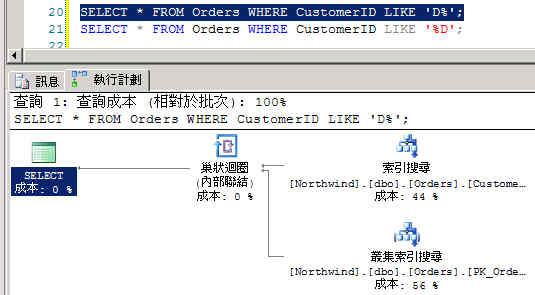 20 SELECT * FROM Orders WHERE CustomerID LIKE 'D%';
21 SELECT * FROM Orders WHERE CustomerID LIKE '%D';
22
訊息 執行計劃
查詢 1: 查詢成本 (相對於批次): 100%
SELECT * FROM Orders WHERE CustomerID LIKE 'D%';
SELECT
成本: 0 %
巢狀迴圈
(內部聯結)
成本: 0 %
索引搜尋
[Northwind].[dbo].[Orders].[Custome…
成本: 44 %
叢集索引搜尋
[Northwind].[dbo].[Orders].[PK_Orde…
成本: 56 %